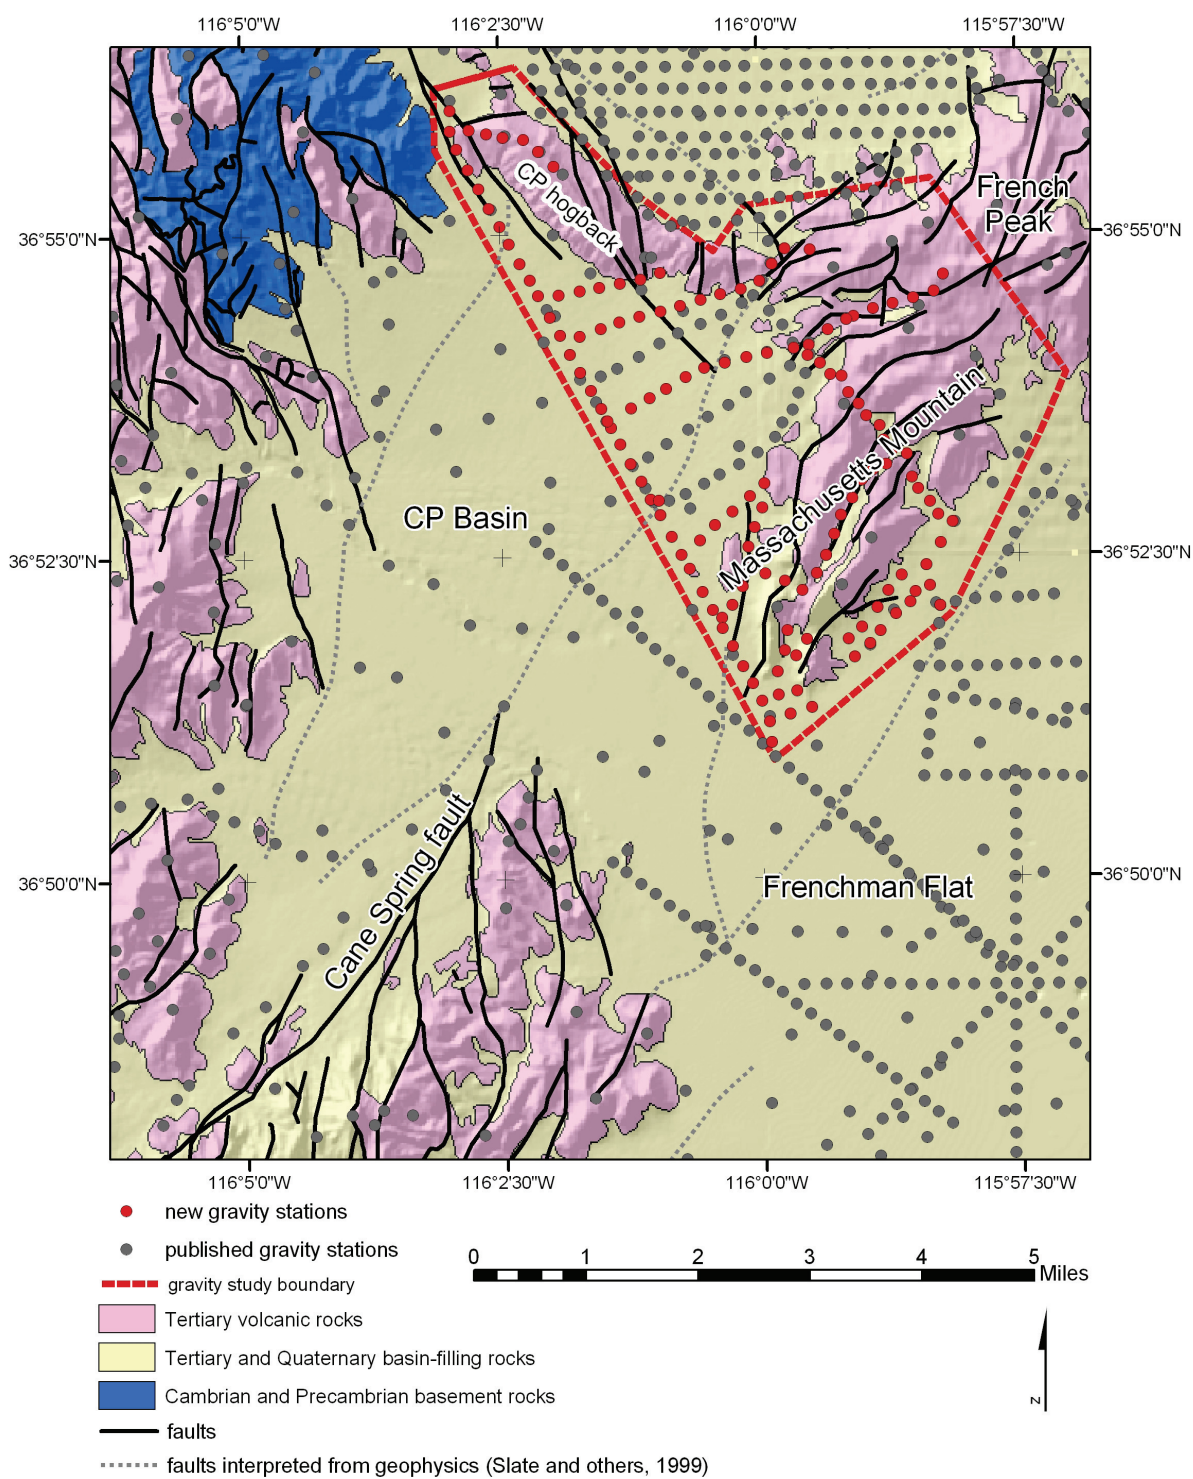 116°5'0"W 116°2'30"W 116°0'0"W 115°57'30"W
French
Peak
CP hogback
36°55'0"N 36°55'0"N
Massachusetts Mountain
CP Basin
36°52'30"N 36°52'30"N
Cane Spring fault
36°50'0"N 36°50'0"N
Frenchman Flat
116°5'0"W 116°2'30"W 116°0'0"W 115°57'30"W
new gravity stations
published gravity stations
0 1 2 3 4 5 Miles
gravity study boundary
Tertiary volcanic rocks
Tertiary and Quaternary basin-filling rocks
Cambrian and Precambrian basement rocks
N
faults
faults interpreted from geophysics (Slate and others, 1999)